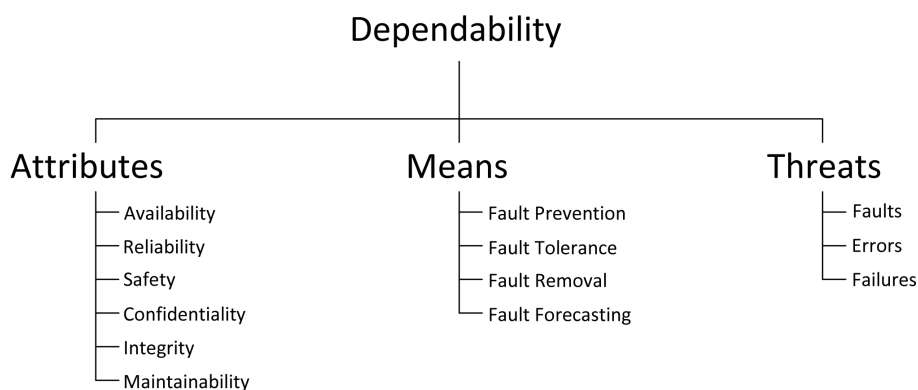 Dependability
Attributes
Means
Threats
Availability
Reliability
Safety
Confidentiality
Integrity
Maintainability
Fault Prevention
Fault Tolerance
Fault Removal
Fault Forecasting
Faults
Errors
Failures